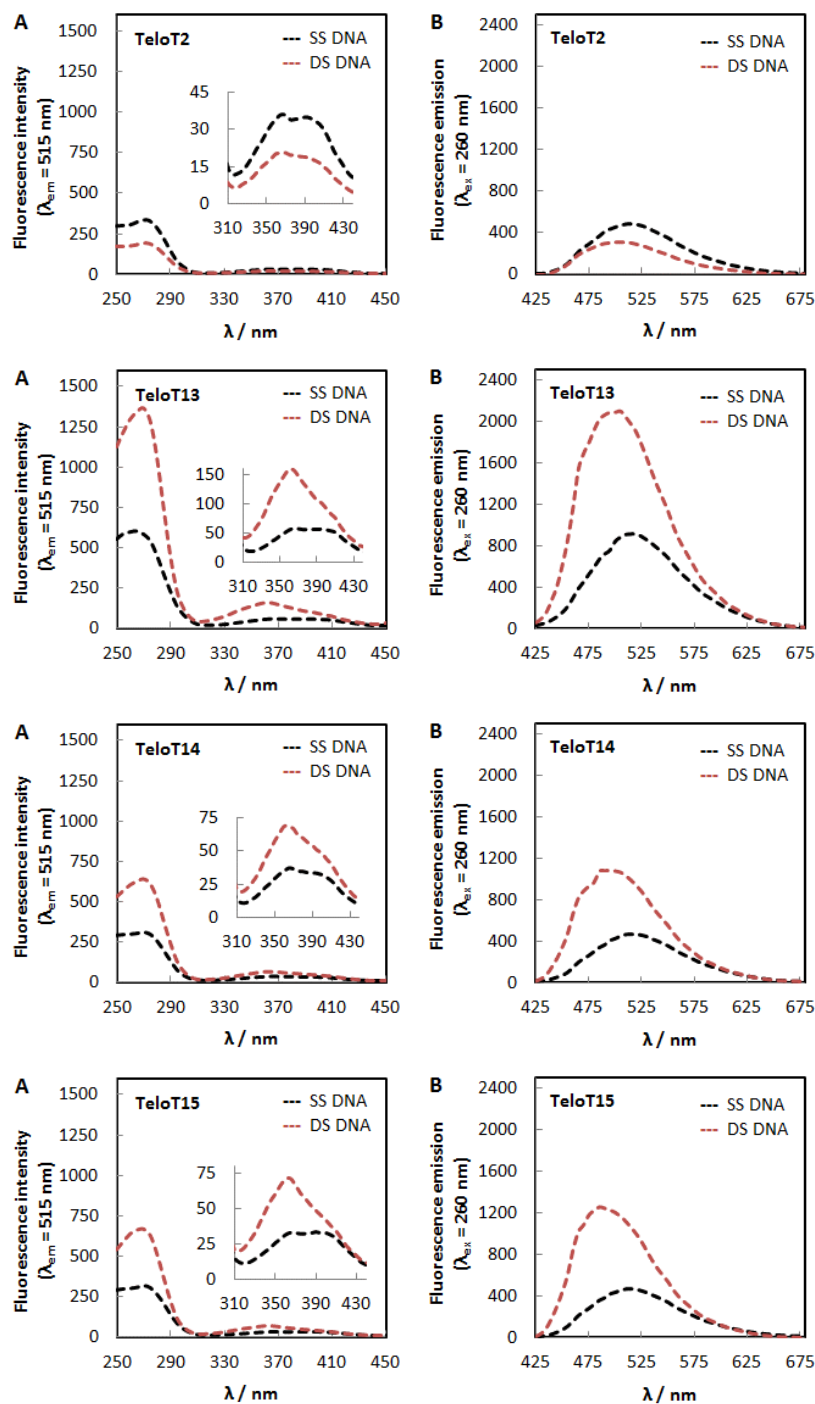 A
TeloT2
SS DNA
DS DNA
Fluorescence intensity
(λem = 515 nm)
1500
1250
1000
750
500
250
0
250 290 330 370 410 450
λ / nm
45
30
15
0
310 350 390 430
B
TeloT2
SS DNA
DS DNA
Fluorescence emission
(λex = 260 nm)
2400
2000
1600
1200
800
400
0
425 475 525 575 625 675
λ / nm
A
TeloT13
SS DNA
DS DNA
Fluorescence intensity
(λem = 515 nm)
1500
1250
1000
750
500
250
0
250 290 330 370 410 450
λ / nm
150
100
50
0
310 350 390 430
B
TeloT13
SS DNA
DS DNA
Fluorescence emission
(λex = 260 nm)
2400
2000
1600
1200
800
400
0
425 475 525 575 625 675
λ / nm
A
TeloT14
SS DNA
DS DNA
Fluorescence intensity
(λem = 515 nm)
1500
1250
1000
750
500
250
0
250 290 330 370 410 450
λ / nm
75
50
25
0
310 350 390 430
B
TeloT14
SS DNA
DS DNA
Fluorescence emission
(λex = 260 nm)
2400
2000
1600
1200
800
400
0
425 475 525 575 625 675
λ / nm
A
TeloT15
SS DNA
DS DNA
Fluorescence intensity
(λem = 515 nm)
1500
1250
1000
750
500
250
0
250 290 330 370 410 450
λ / nm
75
50
25
0
310 350 390 430
B
TeloT15
SS DNA
DS DNA
Fluorescence emission
(λex = 260 nm)
2400
2000
1600
1200
800
400
0
425 475 525 575 625 675
λ / nm